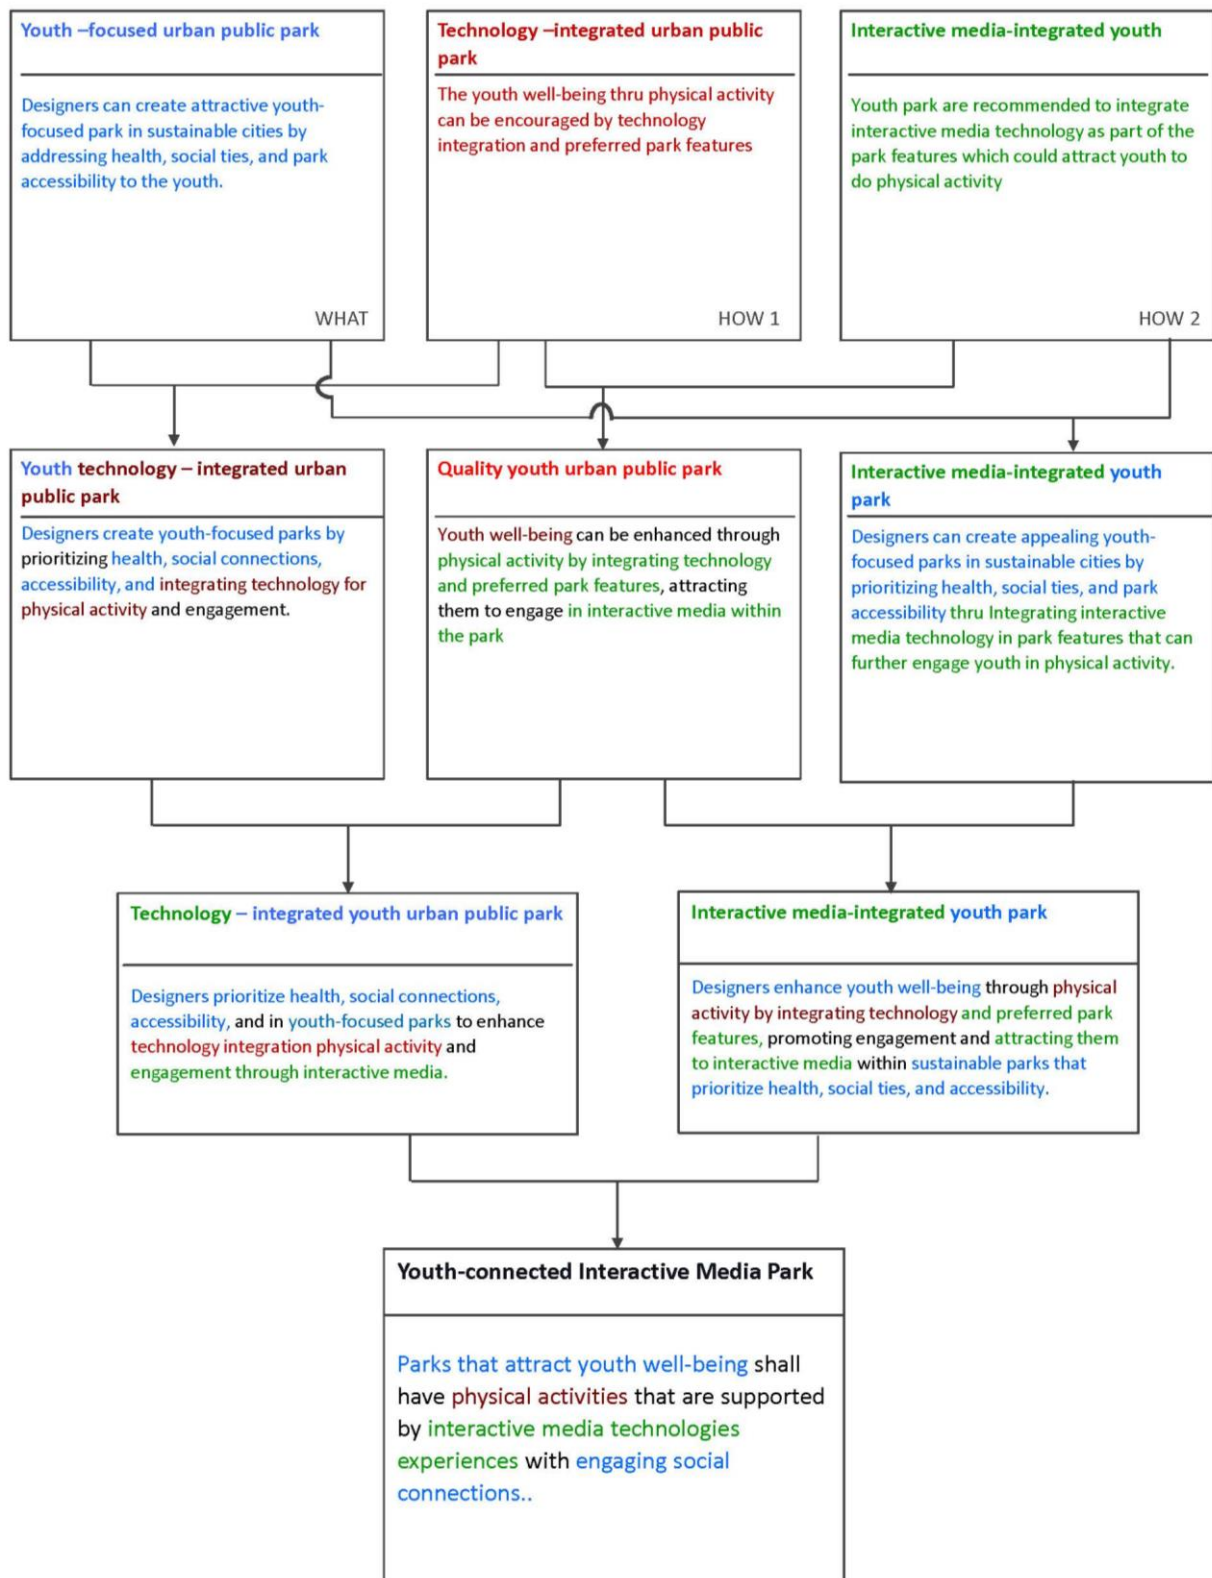 Youth –focused urban public park
Designers can create attractive youth-
focused park in sustainable cities by
addressing health, social ties, and park
accessibility to the youth.
WHAT
Technology –integrated urban public
park
The youth well-being thru physical activity
can be encouraged by technology
integration and preferred park features
HOW 1
Interactive media-integrated youth
Youth park are recommended to integrate
interactive media technology as part of the
park features which could attract youth to
do physical activity
HOW 2
Youth technology – integrated urban
public park
Designers create youth-focused parks by
prioritizing health, social connections,
accessibility, and integrating technology for
physical activity and engagement.
Quality youth urban public park
Youth well-being can be enhanced through
physical activity by integrating technology
and preferred park features, attracting
them to engage in interactive media within
the park
Interactive media-integrated youth
park
Designers can create appealing youth-
focused parks in sustainable cities by
prioritizing health, social ties, and park
accessibility thru Integrating interactive
media technology in park features that can
further engage youth in physical activity.
Technology – integrated youth urban public park
Designers prioritize health, social connections,
accessibility, and in youth-focused parks to enhance
technology integration physical activity and
engagement through interactive media.
Interactive media-integrated youth park
Designers enhance youth well-being through physical
activity by integrating technology and preferred park
features, promoting engagement and attracting them
to interactive media within sustainable parks that
prioritize health, social ties, and accessibility.
Youth-connected Interactive Media Park
Parks that attract youth well-being shall
have physical activities that are supported
by interactive media technologies
experiences with engaging social
connections..